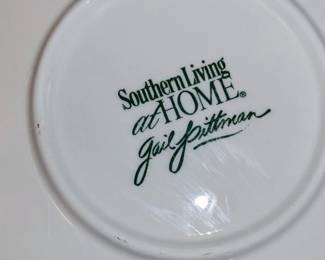 Southern Living
at HOME®
Gail Pittman